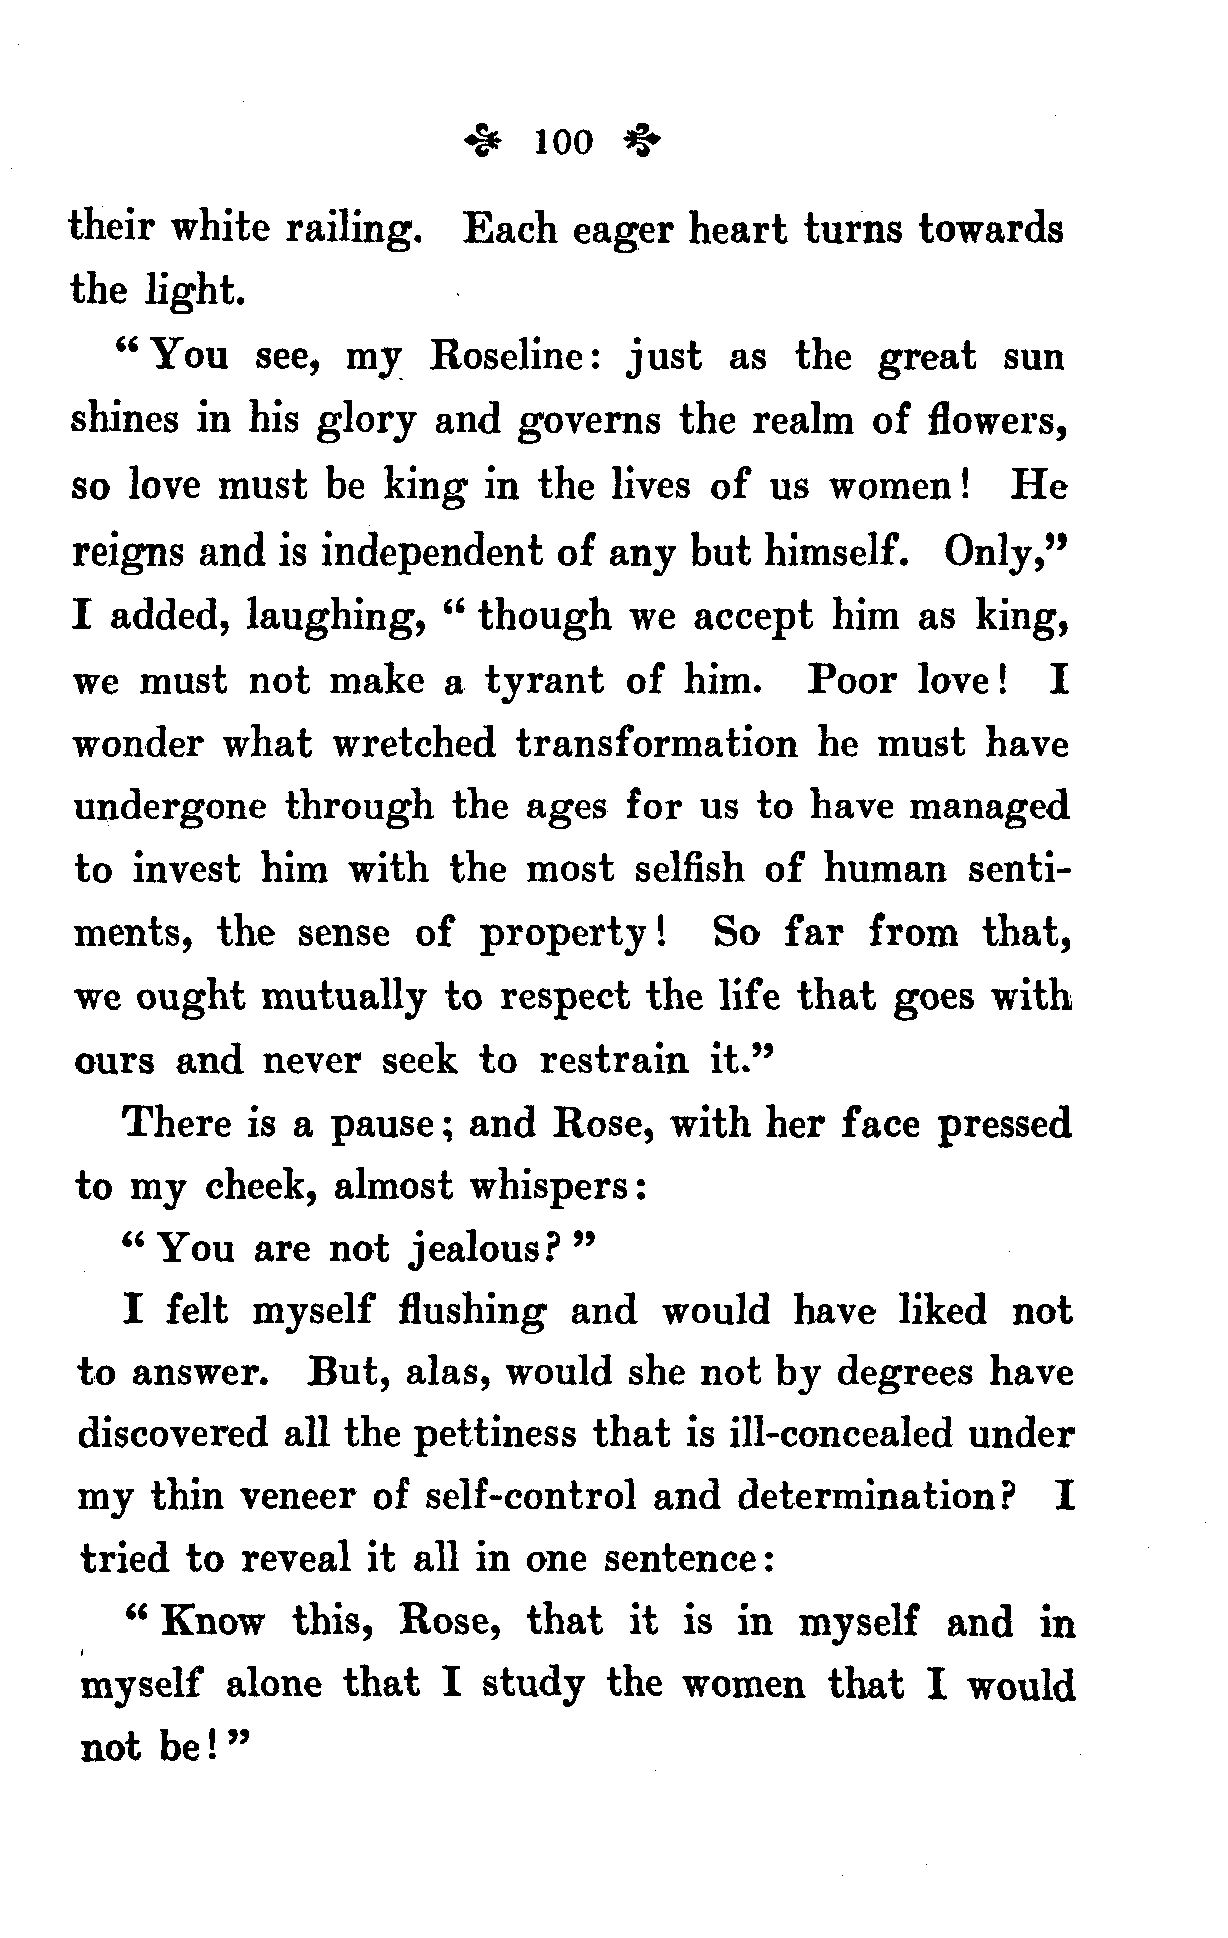 100
their white railing. Each eager heart turns towards
the light.
“ You see, my Roseline: just as the great sun
shines in his glory and governs the realm of flowers,
so love must be king in the lives of us women! He
reigns and is independent of any but himself. Only,”
I added, laughing, “ though we accept him as king,
we must not make a tyrant of him. Poor love! I
wonder what wretched transformation he must have
undergone through the ages for us to have managed
to invest him with the most selfish of human senti-
ments, the sense of property! So far from that,
we ought mutually to respect the life that goes with
ours and never seek to restrain it.”
There is a pause; and Rose, with her face pressed
to my cheek, almost whispers:
“ You are not jealous? ”
I felt myself flushing and would have liked not
to answer. But, alas, would she not by degrees have
discovered all the pettiness that is ill-concealed under
my thin veneer of self-control and determination? I
tried to reveal it all in one sentence:
“ Know this, Rose, that it is in myself and in
myself alone that I study the women that I would
not be! ”